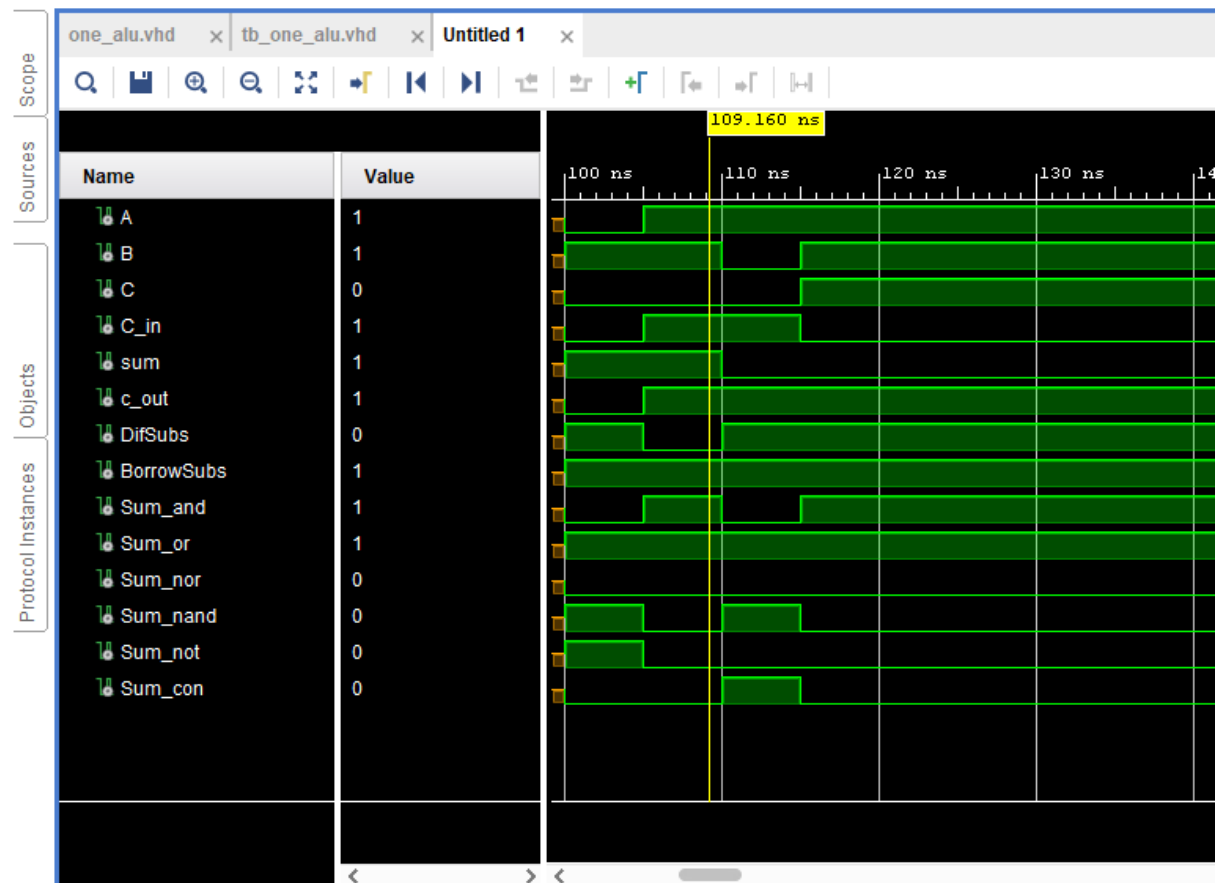 one_alu.vhd × tb_one_alu.vhd × Untitled 1 ×
Scope
Sources
Objects
Protocol Instances
109.160 ns
Name Value
100 ns 110 ns 120 ns 130 ns 14
A 1
B 1
C 0
C_in 1
sum 1
c_out 1
DifSubs 0
BorrowSubs 1
Sum_and 1
Sum_or 1
Sum_nor 0
Sum_nand 0
Sum_not 0
Sum_con 0